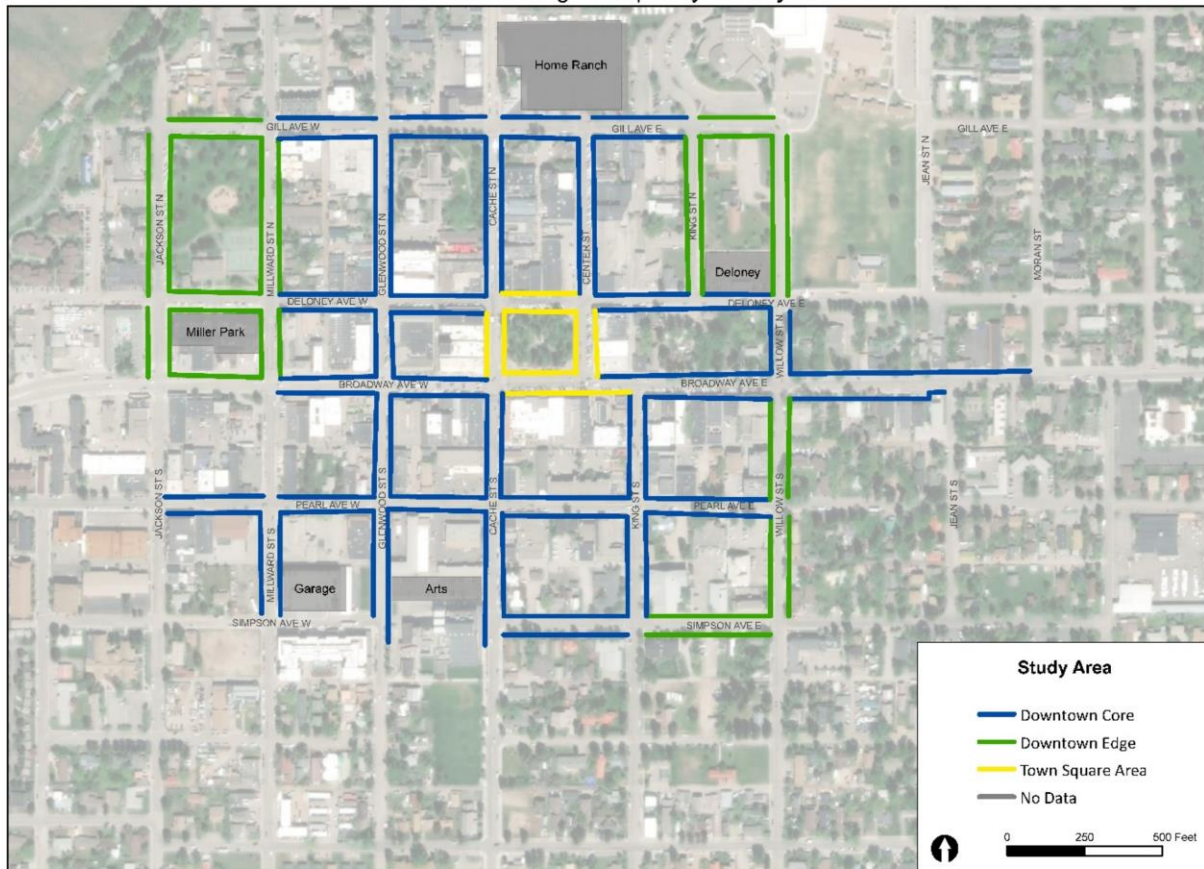 Home Ranch
GILL AVE W
GILL AVE E
GILL AVE E
JEAN ST N
JACKSON ST N
MILLWARD ST N
GLENWOOD ST N
CACHE ST N
CENTER ST
KING ST N
MORAN ST
Deloney
DELONEY AVE W
DELONEY AVE E
Miller Park
WILLOW ST N
BROADWAY AVE W
BROADWAY AVE E
JACKSON ST S
GLENWOOD ST S
CACHE ST S
KING ST S
WILLOW ST S
JEAN ST S
PEARL AVE W
PEARL AVE E
MILLWARD ST S
Garage
Arts
SIMPSON AVE W
SIMPSON AVE E
Study Area
Downtown Core
Downtown Edge
Town Square Area
No Data
0 250 500 Feet